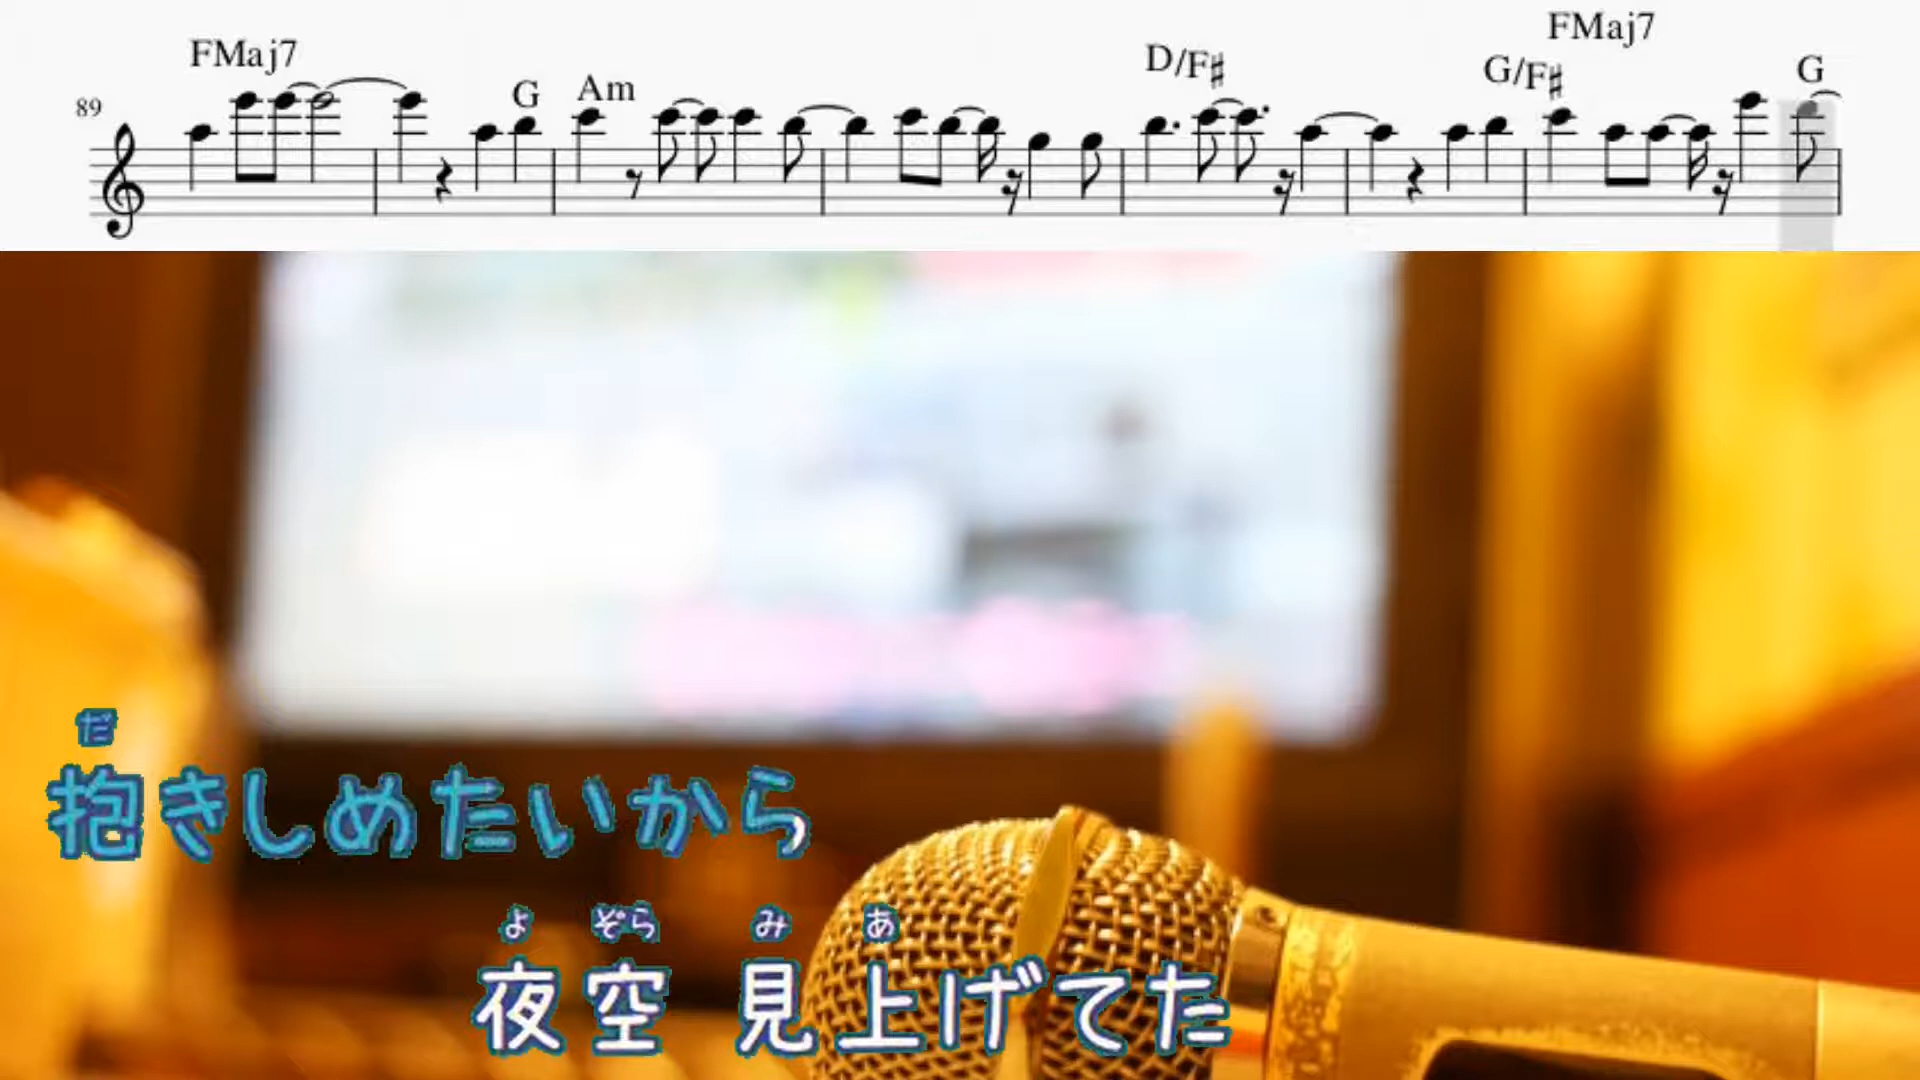 FMaj7 G Am D/F♯ G/F♯ FMaj7 G
89
だ
抱きしめたいから
よ ぞら み あ
夜空 見上げてた